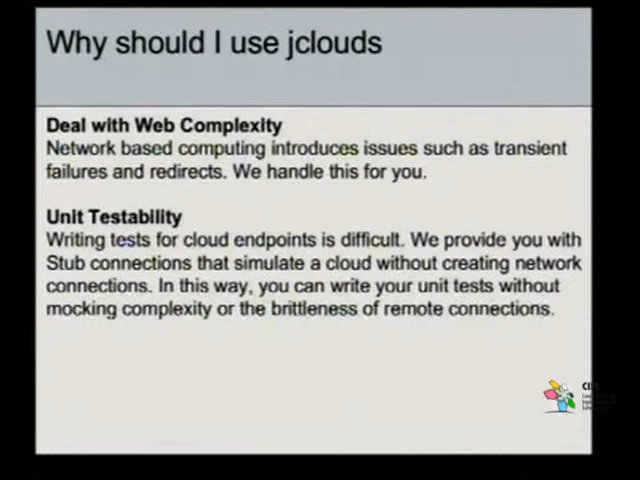 Why should I use jclouds
Deal with Web Complexity
Network based computing introduces issues such as transient
failures and redirects. We handle this for you.
Unit Testability
Writing tests for cloud endpoints is difficult. We provide you with
Stub connections that simulate a cloud without creating network
connections. In this way, you can write your unit tests without
mocking complexity or the brittleness of remote connections.